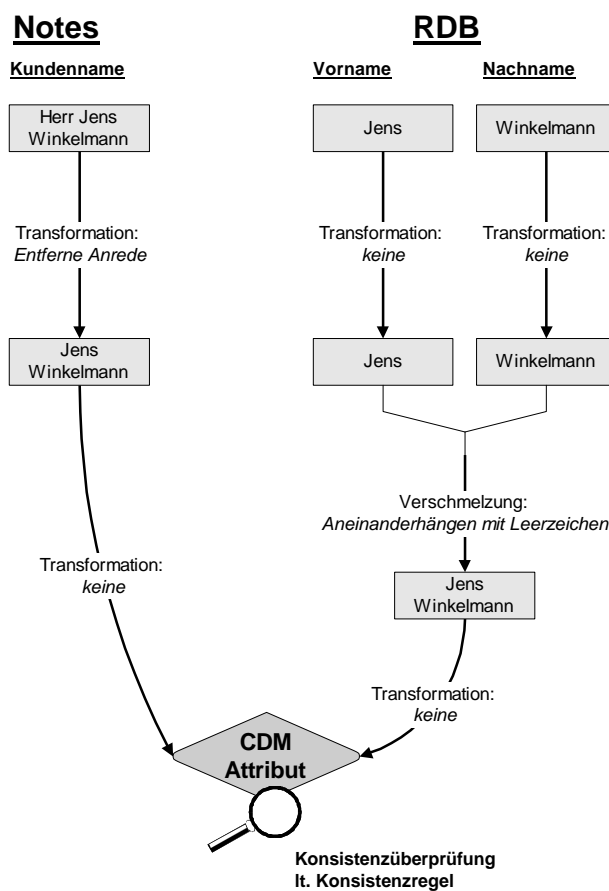 Notes
RDB
Kundenname
Vorname
Nachname
Herr Jens
Winkelmann
Jens
Winkelmann
Transformation:
Entferne Anrede
Transformation:
keine
Transformation:
keine
Jens
Winkelmann
Jens
Winkelmann
Verschmelzung:
Aneinanderhängen mit Leerzeichen
Transformation:
keine
Jens
Winkelmann
Transformation:
keine
CDM
Attribut
Konsistenzüberprüfung
lt. Konsistenzregel